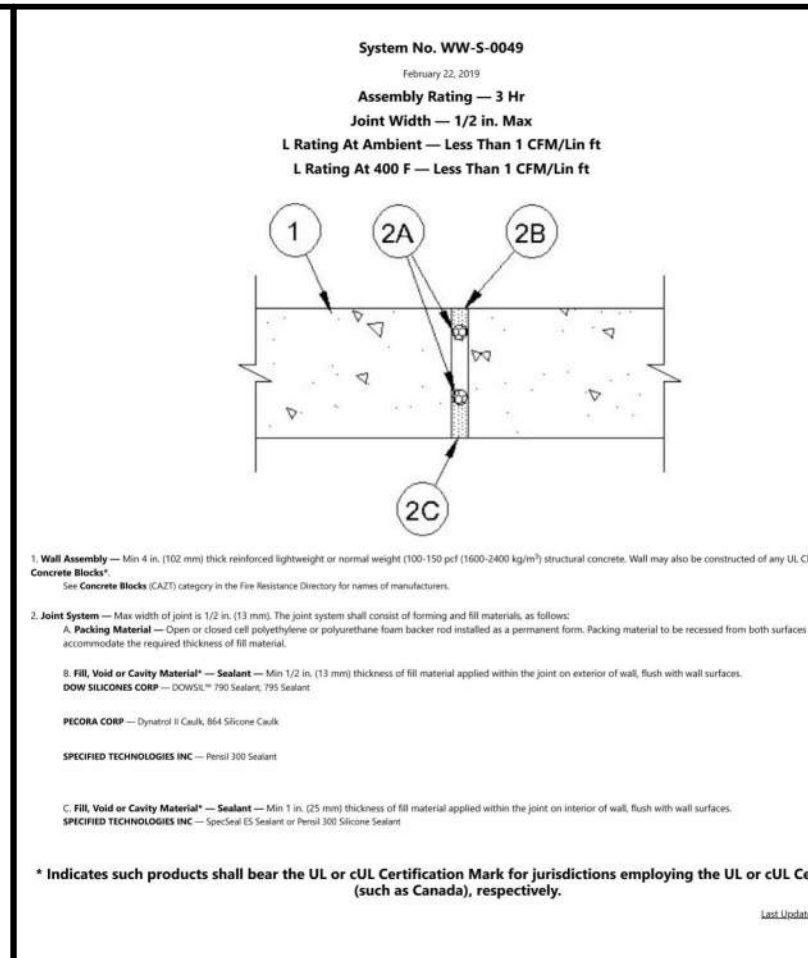 System No. WW-S-0049
February 22, 2019
Assembly Rating — 3 Hr
Joint Width — 1/2 in. Max
L Rating At Ambient — Less Than 1 CFM/Lin ft
L Rating At 400 F — Less Than 1 CFM/Lin ft
1 2A 2B
2C
1. Wall Assembly — Min 4 in. (102 mm) thick reinforced lightweight or normal weight (100-150 pcf (1600-2400 kg/m³) structural concrete. Wall may also be constructed of any UL
Concrete Blocks*.
See Concrete Blocks (CAZT) category in the Fire Resistance Directory for names of manufacturers.
2. Joint System — Max width of joint is 1/2 in. (13 mm). The joint system shall consist of forming and fill materials, as follows:
A. Packing Material — Open or closed cell polyethylene or polyurethane foam backer rod installed as a permanent form. Packing material to be recessed from both surfaces
accommodate the required thickness of fill material.
B. Fill, Void or Cavity Material* — Sealant — Min 1/2 in. (13 mm) thickness of fill material applied within the joint on exterior of wall, flush with wall surfaces.
DOW SILICONES CORP — DOWSIL™ 790 Sealant, 795 Sealant
PECORA CORP — Dynatrol II Caulk, 864 Silicone Caulk
SPECIFIED TECHNOLOGIES INC — Pensil 300 Sealant
C. Fill, Void or Cavity Material* — Sealant — Min 1 in. (25 mm) thickness of fill material applied within the joint on interior of wall, flush with wall surfaces.
SPECIFIED TECHNOLOGIES INC — SpecSeal ES Sealant or Pensil 300 Silicone Sealant
* Indicates such products shall bear the UL or cUL Certification Mark for jurisdictions employing the UL or cUL Ce
(such as Canada), respectively.
Last Updat